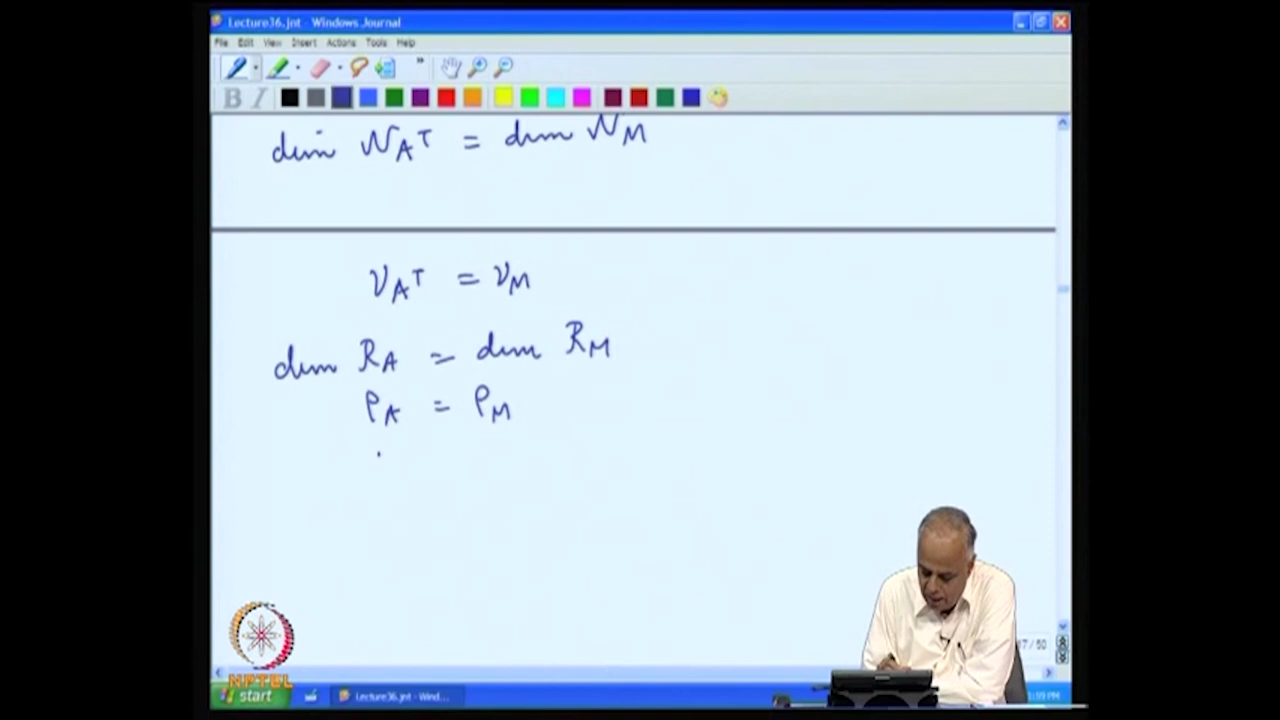 Lecture36.jnt - Windows Journal
File Edit View Insert Actions Tools Help
B I
dim N_A^T = dim N_M
ν_A^T = ν_M
dim R_A = dim R_M
ρ_A = ρ_M
NPTEL
start Lecture36.jnt - Wind...